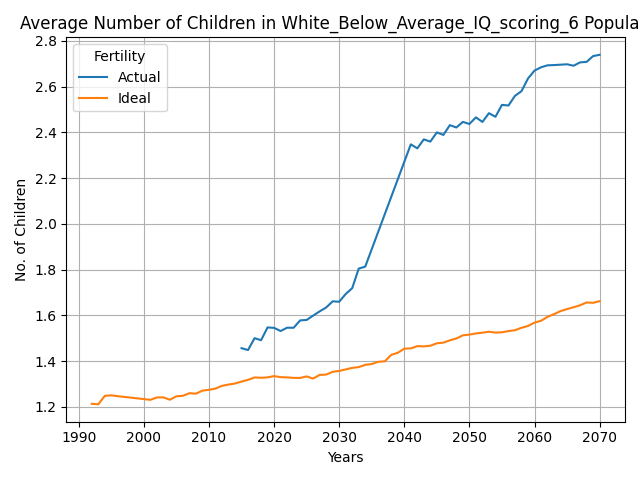 Average Number of Children in White_Below_Average_IQ_scoring_6 Popula
2.8
2.6
2.4
2.2
2.0
1.8
1.6
1.4
1.2
No. of Children
Fertility
Actual
Ideal
1990 2000 2010 2020 2030 2040 2050 2060 2070
Years